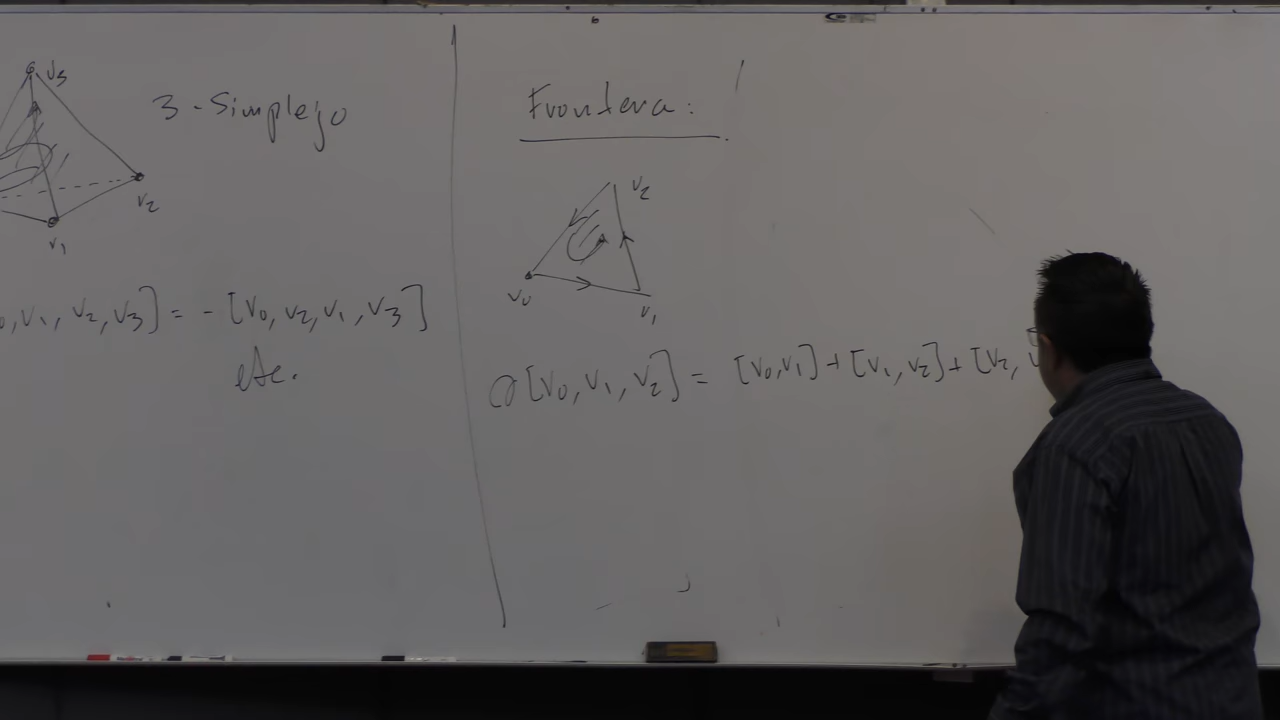 v3
3-Simplejo
v2
v1
, v1, v2, v3] = - [v0, v2, v1, v3]
etc.
Frontera:
v2
v0
v1
∂[v0, v1, v2] = [v0,v1] + [v1, v2] + [v2,